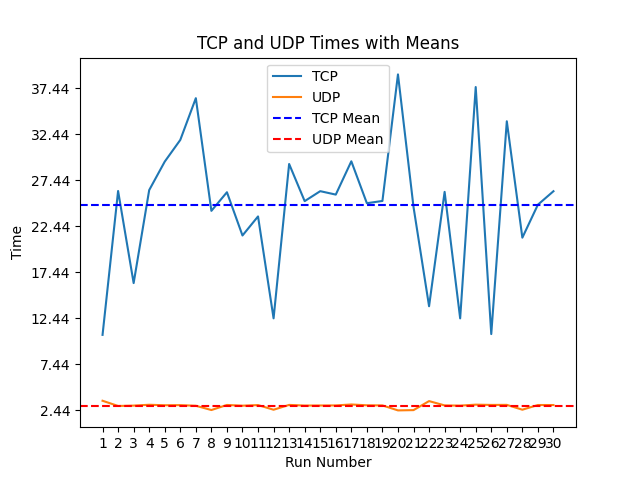 TCP and UDP Times with Means
TCP
UDP
TCP Mean
UDP Mean
37.44
32.44
27.44
22.44
17.44
12.44
7.44
2.44
Time
1 2 3 4 5 6 7 8 9 10 11 12 13 14 15 16 17 18 19 20 21 22 23 24 25 26 27 28 29 30
Run Number